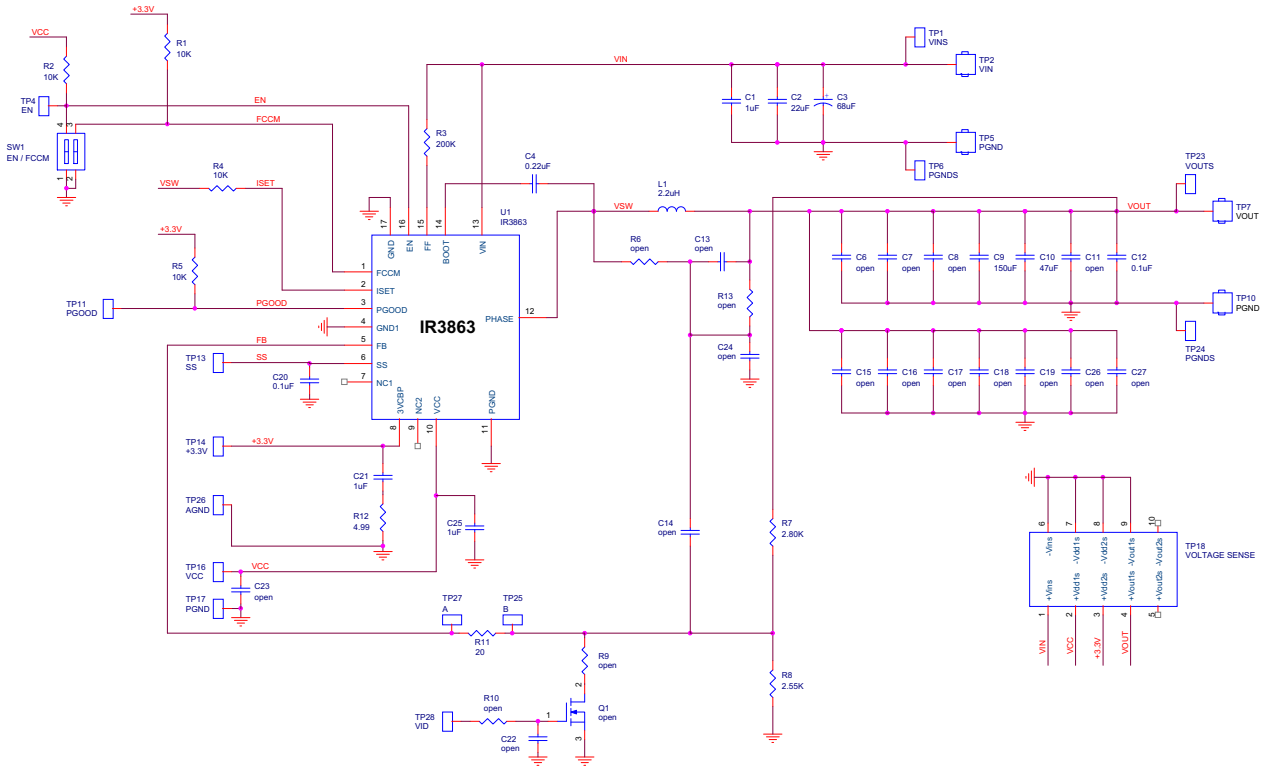 +3.3V
VCC
R1
10K
R2
10K
TP4
EN
EN
FCCM
4
3
SW1
EN / FCCM
1
2
R4
10K
VSW
ISET
+3.3V
R5
10K
TP11
PGOOD
PGOOD
FB
TP13
SS
SS
C20
0.1uF
R3
200K
VIN
C4
0.22uF
U1
IR3863
17
16
15
14
13
GND
EN
FF
BOOT
VIN
1
FCCM
2
ISET
3
PGOOD
4
GND1
5
FB
6
SS
7
NC1
IR3863
PHASE
12
3VCBP
NC2
VCC
PGND
8
9
10
11
TP1
VINS
TP2
VIN
C1
1uF
C2
22uF
+
C3
68uF
TP5
PGND
TP6
PGNDS
TP23
VOUTS
L1
2.2uH
VSW
VOUT
TP7
VOUT
R6
open
C13
open
R13
open
C24
open
C6
open
C7
open
C8
open
C9
150uF
C10
47uF
C11
open
C12
0.1uF
TP10
PGND
TP24
PGNDS
C15
open
C16
open
C17
open
C18
open
C19
open
C26
open
C27
open
TP14
+3.3V
+3.3V
C21
1uF
TP26
AGND
R12
4.99
C25
1uF
TP16
VCC
VCC
C23
open
TP17
PGND
C14
open
R7
2.80K
TP27
A
TP25
B
R11
20
R9
open
R8
2.55K
R10
open
TP28
VID
2
1
3
Q1
open
C22
open
6
7
8
9
10
-Vins
-Vdd1s
-Vdd2s
-Vout1s
-Vout2s
TP18
VOLTAGE SENSE
+Vins
+Vdd1s
+Vdd2s
+Vout1s
+Vout2s
1
2
3
4
5
VIN
VCC
+3.3V
VOUT